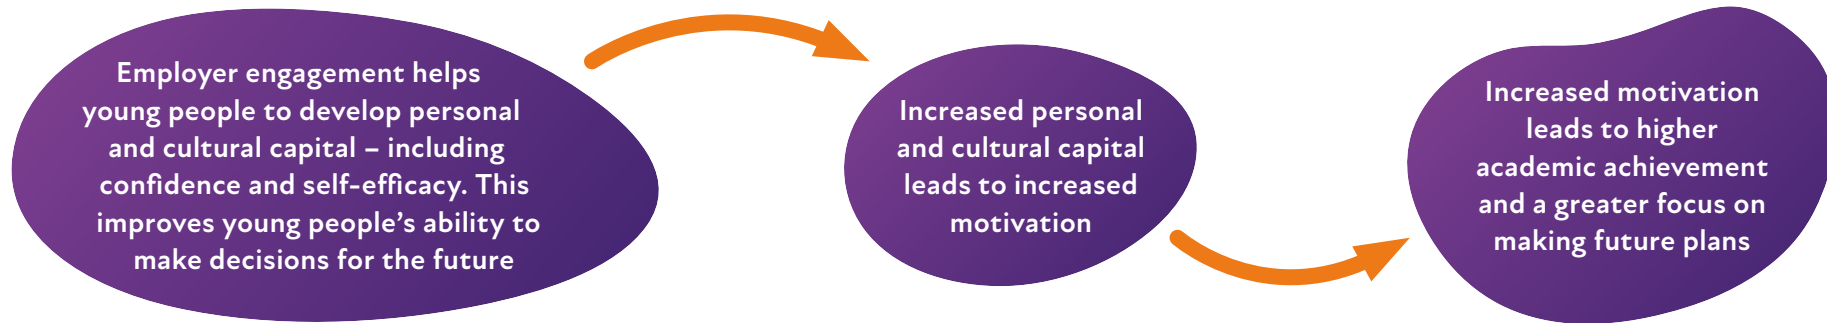 Employer engagement helps
young people to develop personal
and cultural capital – including
confidence and self-efficacy. This
improves young people’s ability to
make decisions for the future
Increased personal
and cultural capital
leads to increased
motivation
Increased motivation
leads to higher
academic achievement
and a greater focus on
making future plans